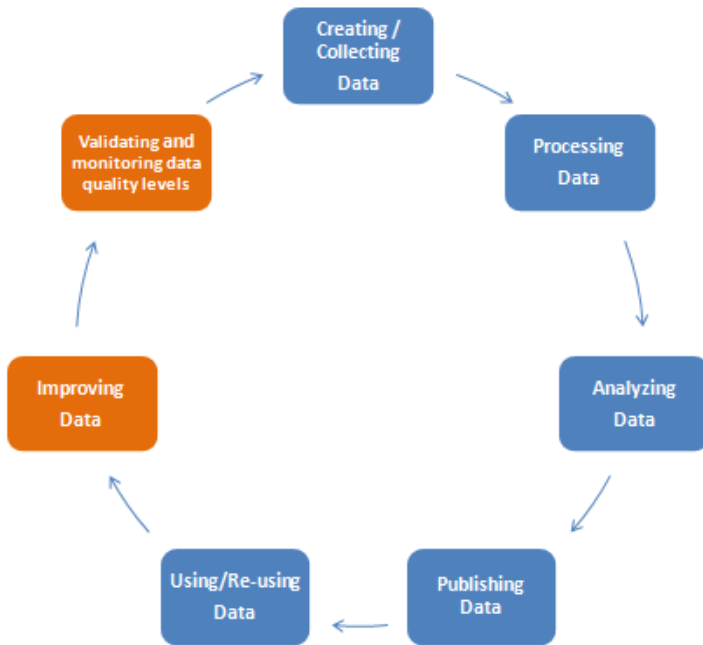 Creating /
Collecting
Data
Processing
Data
Analyzing
Data
Publishing
Data
Using/Re-using
Data
Improving
Data
Validating and
monitoring data
quality levels